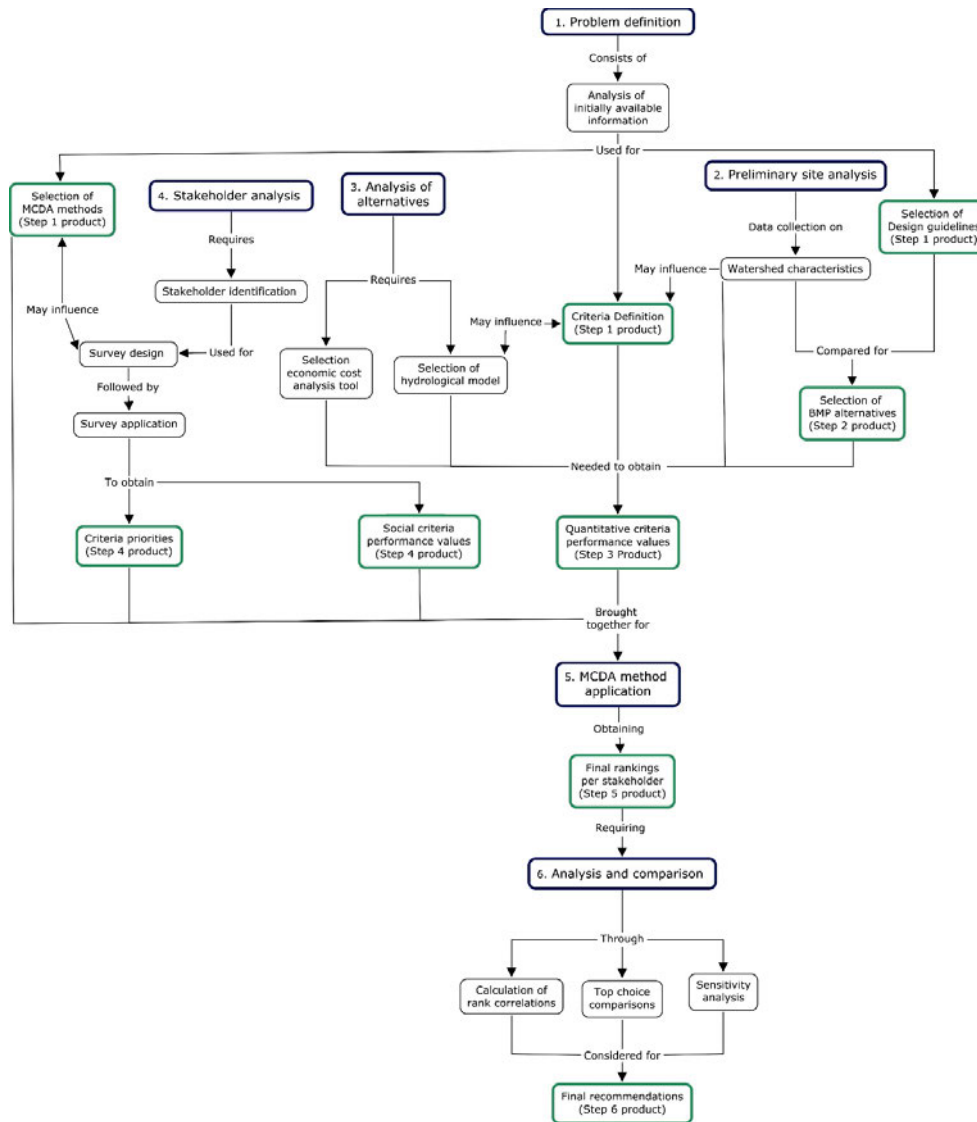 1. Problem definition
Consists of
Analysis of
initially available
information
Used for
Selection of
MCDA methods
(Step 1 product)
4. Stakeholder analysis
3. Analysis of
alternatives
2. Preliminary site analysis
Selection of
Design guidelines
(Step 1 product)
Requires
Data collection on
Stakeholder identification
Requires
May influence
Watershed characteristics
May influence
May influence
Criteria Definition
(Step 1 product)
Survey design
Used for
Selection
economic cost
analysis tool
Selection of
hydrological model
Compared for
Followed by
Survey application
Selection of
BMP alternatives
(Step 2 product)
Needed to obtain
To obtain
Criteria priorities
(Step 4 product)
Social criteria
performance values
(Step 4 product)
Quantitative criteria
performance values
(Step 3 Product)
Brought
together for
5. MCDA method
application
Obtaining
Final rankings
per stakeholder
(Step 5 product)
Requiring
6. Analysis and comparison
Through
Calculation of
rank correlations
Top choice
comparisons
Sensitivity
analysis
Considered for
Final recommendations
(Step 6 product)